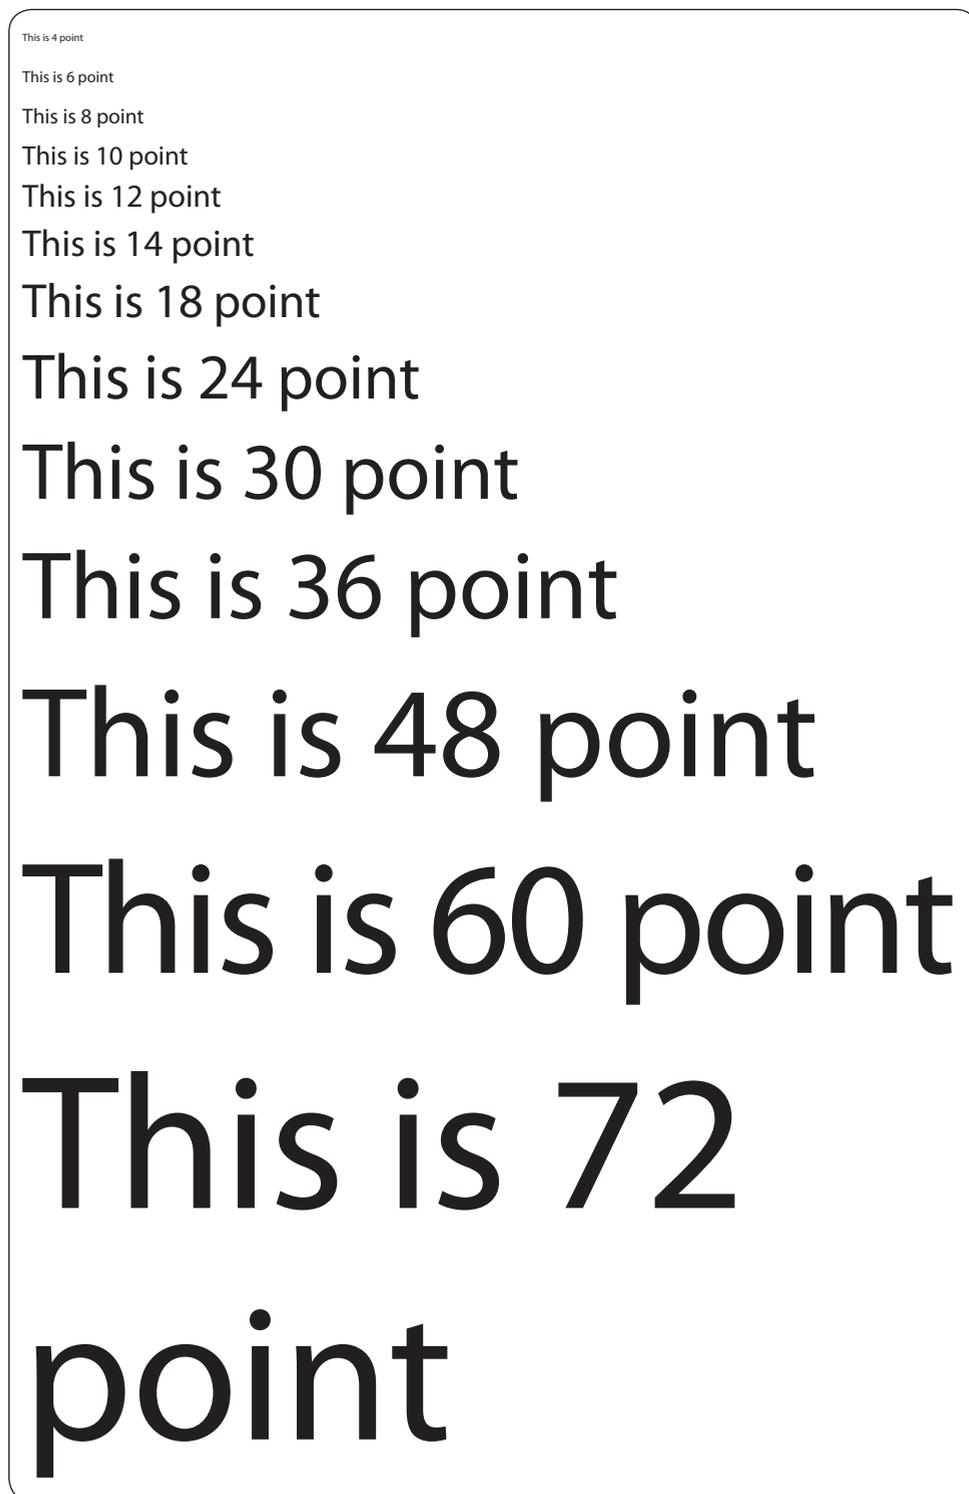 This is 4 point
This is 6 point
This is 8 point
This is 10 point
This is 12 point
This is 14 point
This is 18 point
This is 24 point
This is 30 point
This is 36 point
This is 48 point
This is 60 point
This is 72
point